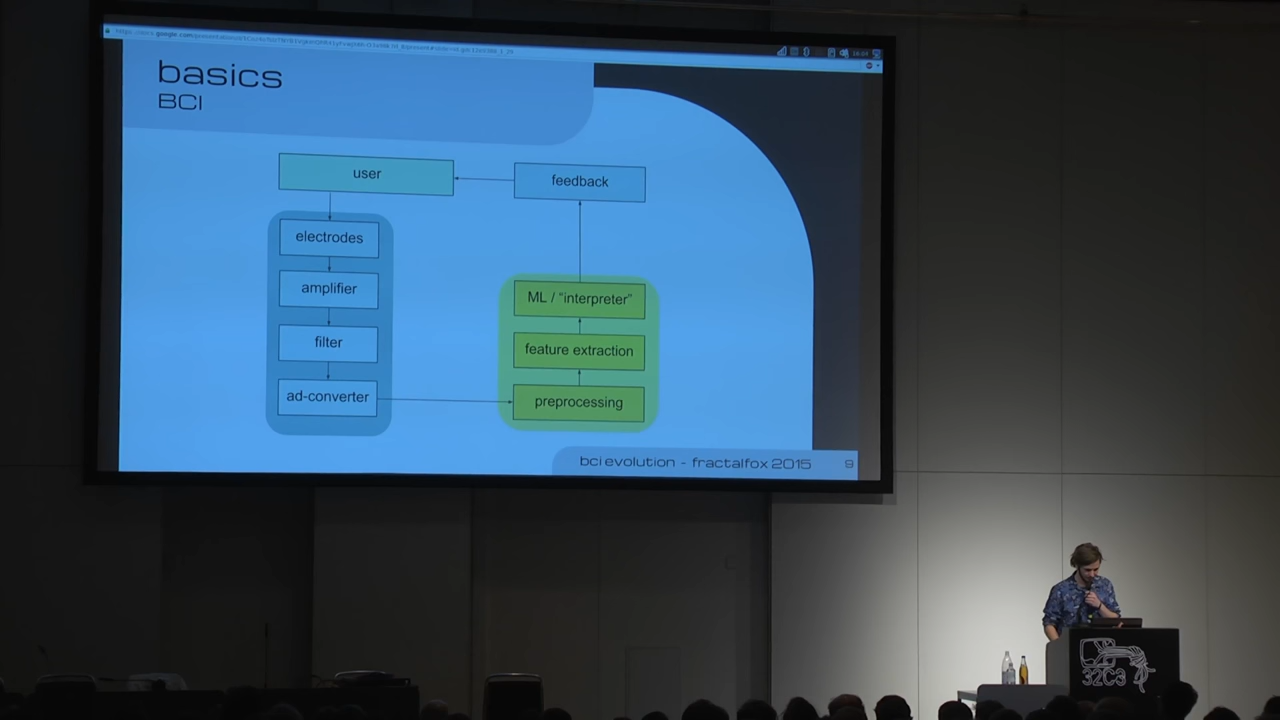 basics
BCI
user
feedback
electrodes
amplifier
filter
ad-converter
ML / "interpreter"
feature extraction
preprocessing
bci evolution - fractalfox 2015
9
32C3